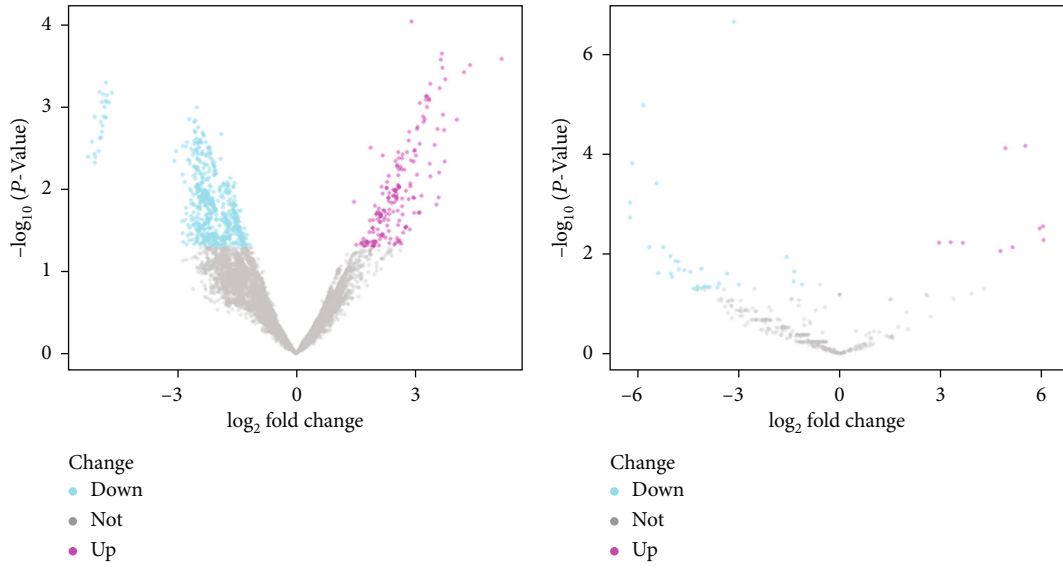 4
3
2
1
0
–log₁₀ (P-Value)
−3
0
3
log₂ fold change
Change
Down
Not
Up
6
4
2
0
–log₁₀ (P-Value)
−6
−3
0
3
6
log₂ fold change
Change
Down
Not
Up